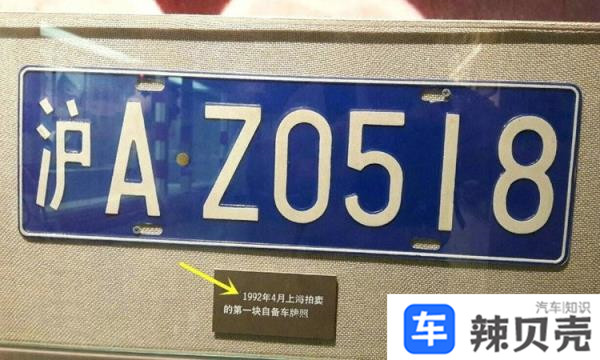 沪A·Z0518
1992年4月上海拍卖
的第一块自备车牌照
汽车知识
车 辣贝壳